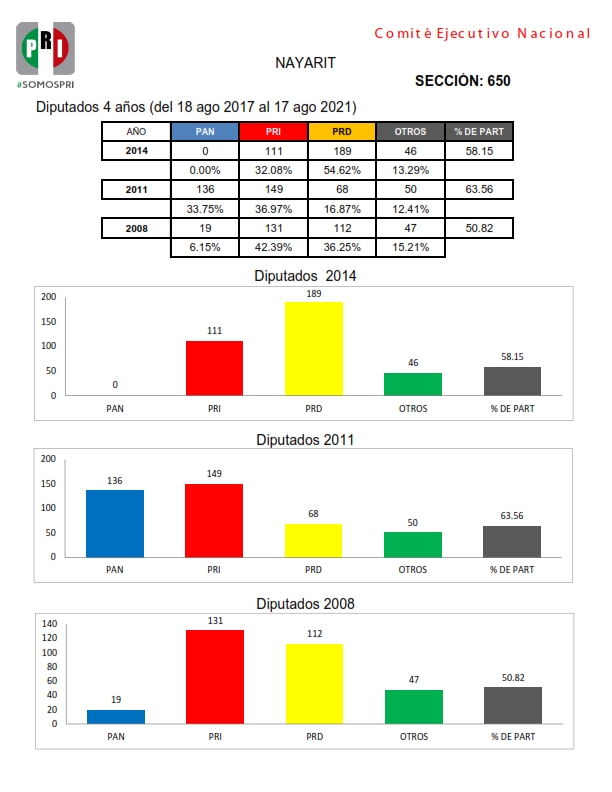 Comité Ejecutivo Nacional
PRI
#SOMOSPRI
NAYARIT
SECCIÓN: 650
Diputados 4 años (del 18 ago 2017 al 17 ago 2021)
AÑO PAN PRI PRD OTROS % DE PART
2014 0 111 189 46 58.15
0.00% 32.08% 54.62% 13.29%
2011 136 149 68 50 63.56
33.75% 36.97% 16.87% 12.41%
2008 19 131 112 47 50.82
6.15% 42.39% 36.25% 15.21%
Diputados 2014
200
150
100
50
0
0 111 189 46 58.15
PAN PRI PRD OTROS % DE PART
Diputados 2011
200
150
100
50
0
136 149 68 50 63.56
PAN PRI PRD OTROS % DE PART
Diputados 2008
140
120
100
80
60
40
20
0
19 131 112 47 50.82
PAN PRI PRD OTROS % DE PART